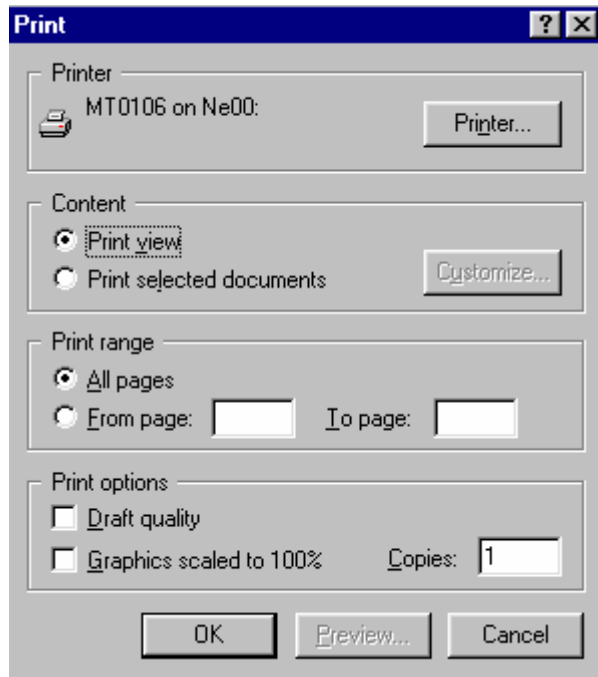 Print
Printer
MT0106 on Ne00:
Printer...
Content
Print view
Print selected documents
Customize...
Print range
All pages
From page: To page:
Print options
Draft quality
Graphics scaled to 100% Copies: 1
OK Preview... Cancel